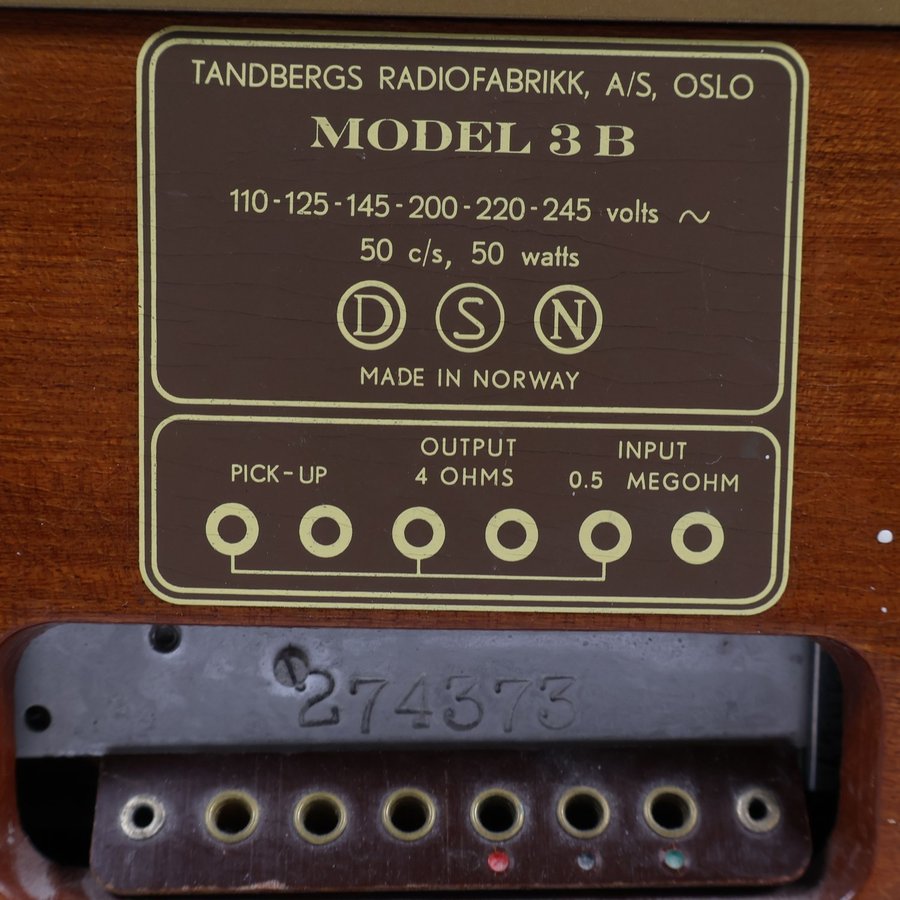 TANDBERGS RADIOFABRIKK, A/S, OSLO
MODEL 3 B
110-125-145-200-220-245 volts ~
50 c/s, 50 watts
D S N
MADE IN NORWAY
PICK-UP
OUTPUT
4 OHMS
INPUT
0.5 MEGOHM
274373